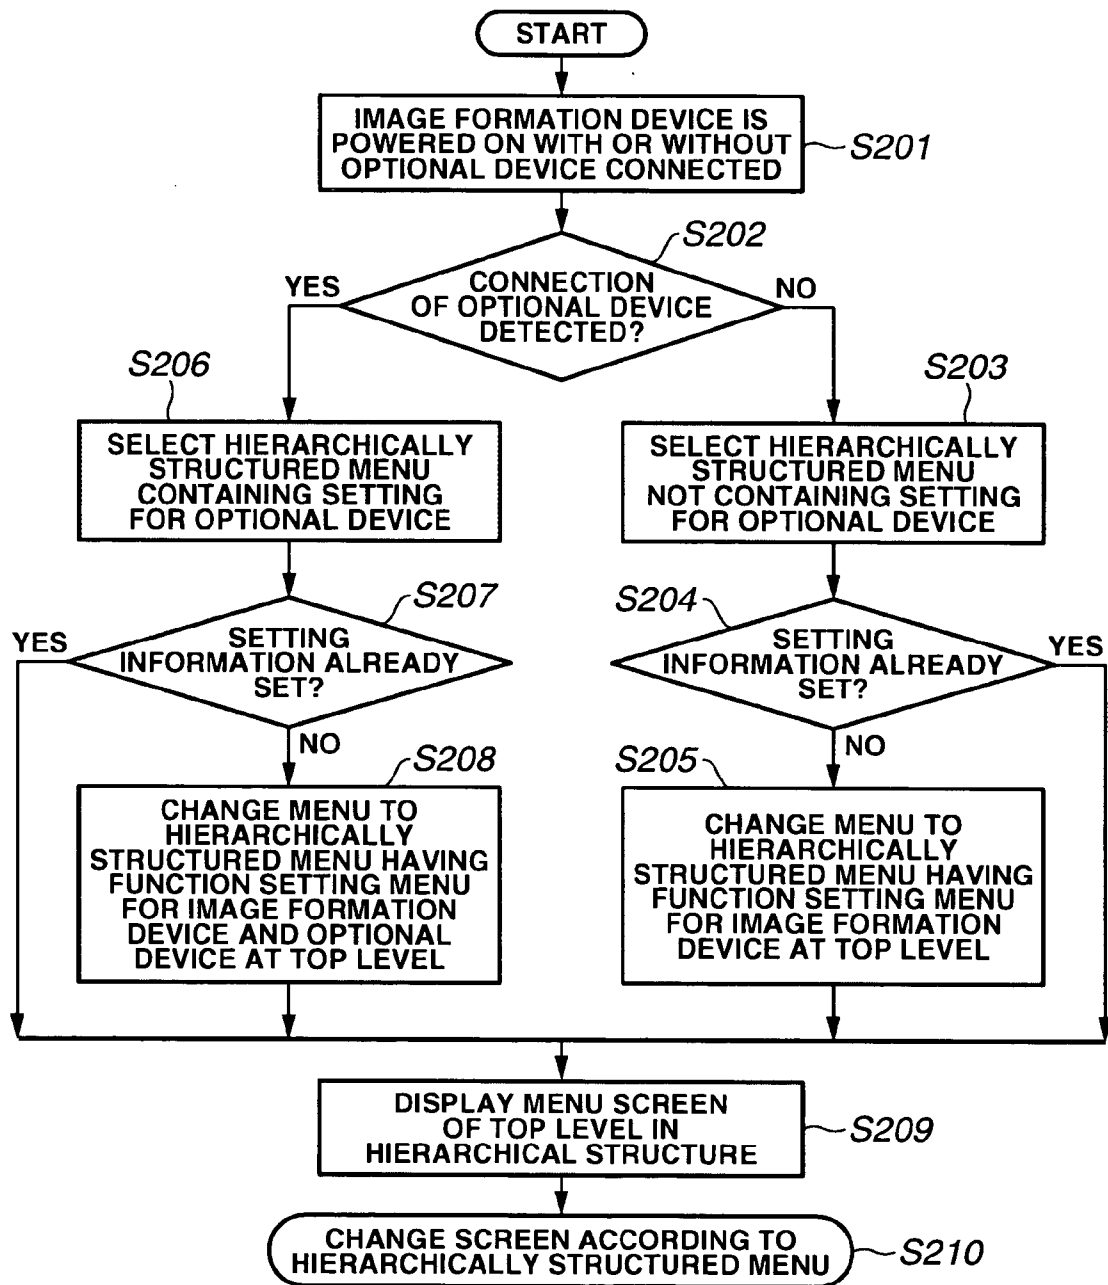 START
IMAGE FORMATION DEVICE IS
POWERED ON WITH OR WITHOUT
OPTIONAL DEVICE CONNECTED
S201
S202
CONNECTION
OF OPTIONAL DEVICE
DETECTED?
YES
NO
S206
SELECT HIERARCHICALLY
STRUCTURED MENU
CONTAINING SETTING
FOR OPTIONAL DEVICE
S203
SELECT HIERARCHICALLY
STRUCTURED MENU
NOT CONTAINING SETTING
FOR OPTIONAL DEVICE
S207
YES
SETTING
INFORMATION ALREADY
SET?
NO
S204
SETTING
INFORMATION ALREADY
SET?
YES
NO
S208
CHANGE MENU TO
HIERARCHICALLY
STRUCTURED MENU HAVING
FUNCTION SETTING MENU
FOR IMAGE FORMATION
DEVICE AND OPTIONAL
DEVICE AT TOP LEVEL
S205
CHANGE MENU TO
HIERARCHICALLY
STRUCTURED MENU HAVING
FUNCTION SETTING MENU
FOR IMAGE FORMATION
DEVICE AT TOP LEVEL
DISPLAY MENU SCREEN
OF TOP LEVEL IN
HIERARCHICAL STRUCTURE
S209
CHANGE SCREEN ACCORDING TO
HIERARCHICALLY STRUCTURED MENU
S210